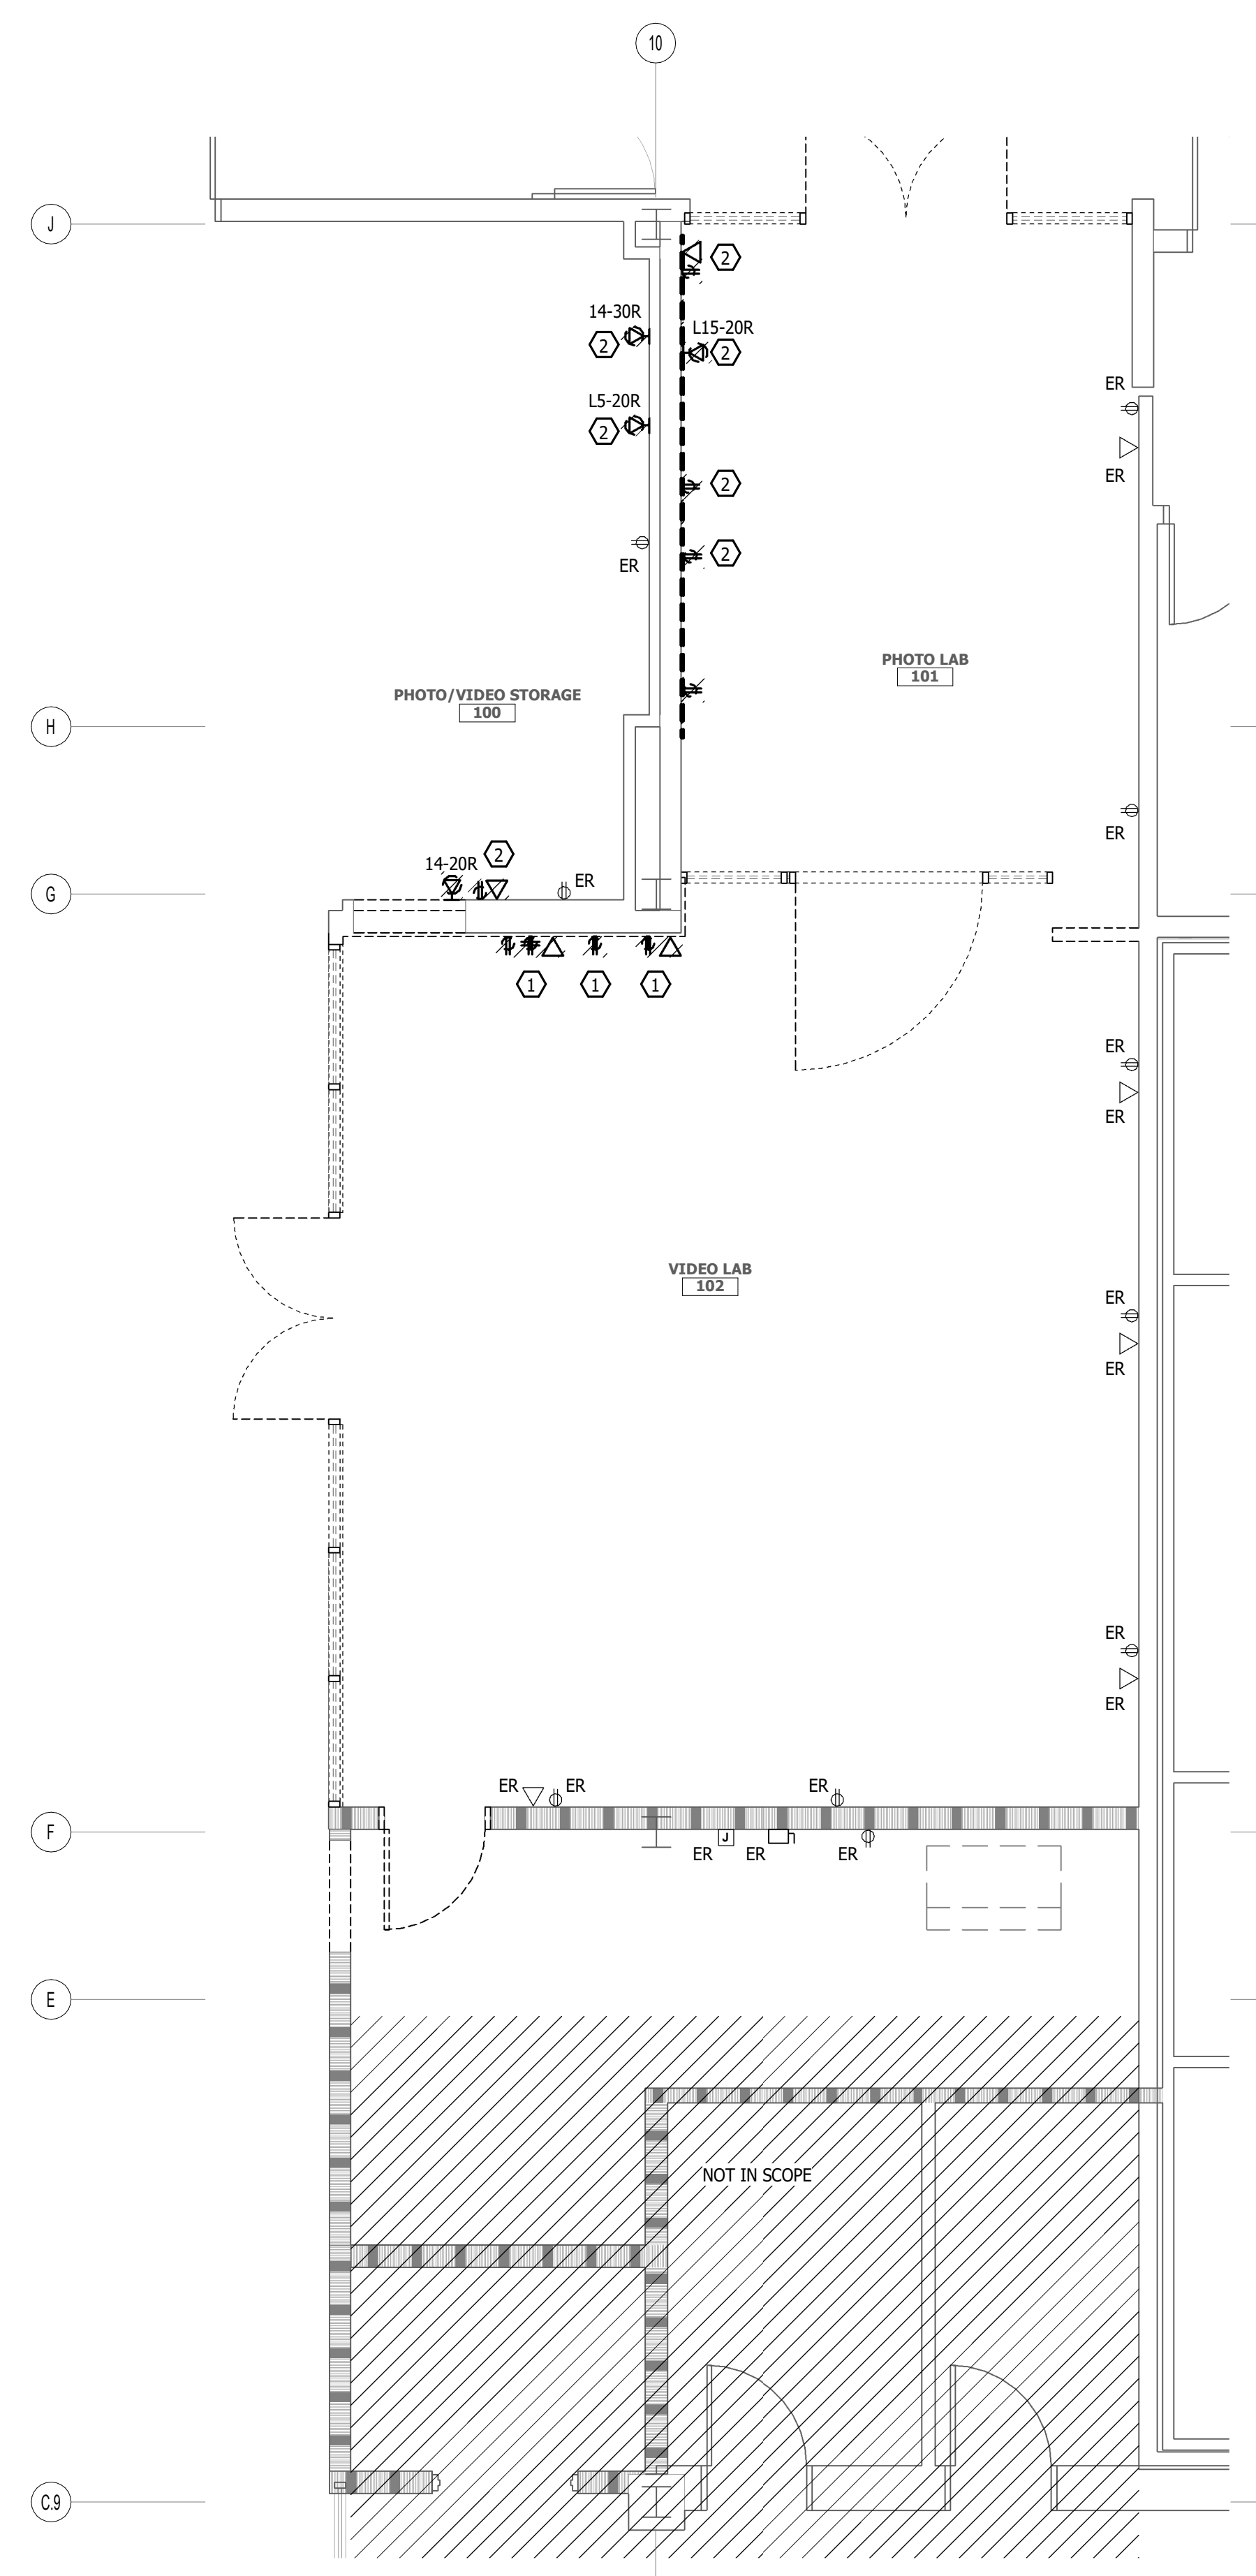 10
J
2
14-30R
L15-20R
2
2
ER
L5-20R
2
ER
2
2
ER
PHOTO LAB
101
PHOTO/VIDEO STORAGE
100
H
ER
2
14-20R
ER
G
1
1
1
ER
ER
VIDEO LAB
102
ER
ER
ER
ER
ER
ER
ER
F
J
ER
ER
ER
E
NOT IN SCOPE
C.9